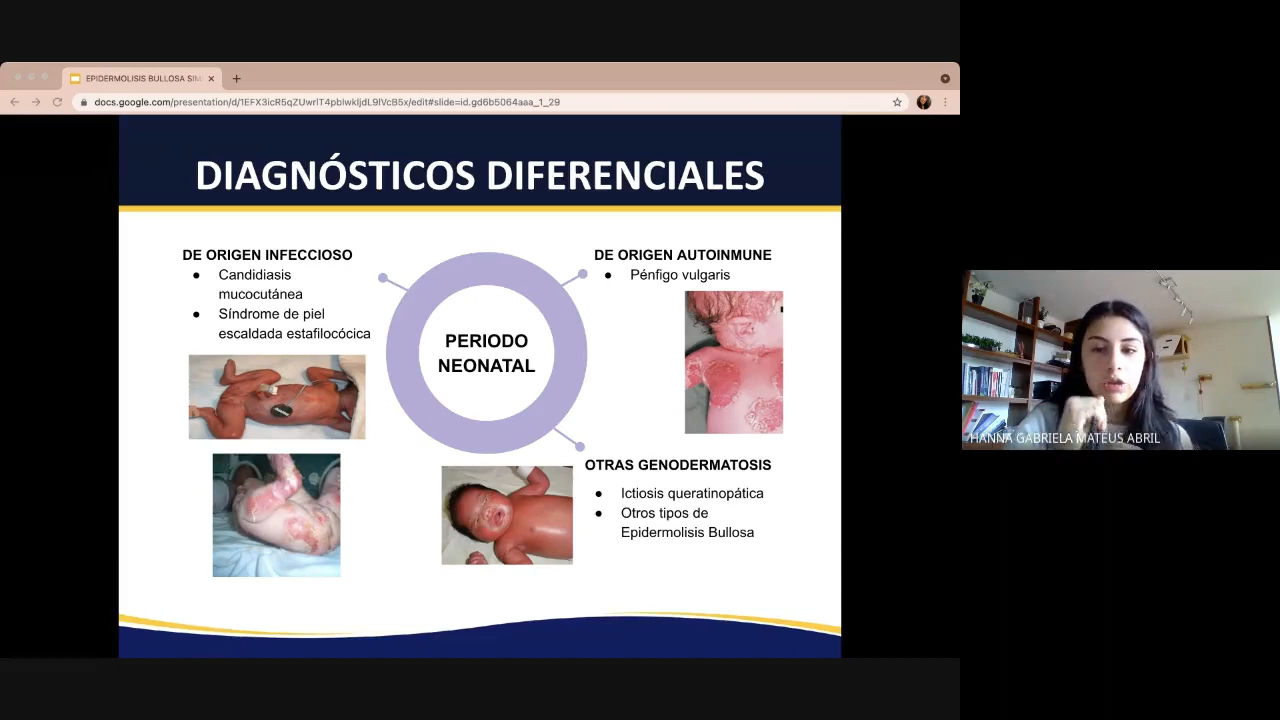 EPIDERMOLISIS BULLOSA SIM
docs.google.com/presentation/d/1EFX3icR5qZUwrlT4pbIwkIjdL9IVcB5x/edit#slide=id.gd6b5064aaa_1_29
DIAGNÓSTICOS DIFERENCIALES
DE ORIGEN INFECCIOSO
● Candidiasis
mucocutánea
● Síndrome de piel
escaldada estafilocócica
PERIODO
NEONATAL
DE ORIGEN AUTOINMUNE
● Pénfigo vulgaris
OTRAS GENODERMATOSIS
● Ictiosis queratinopática
● Otros tipos de
Epidermolisis Bullosa
HANNA GABRIELA MATEUS ABRIL